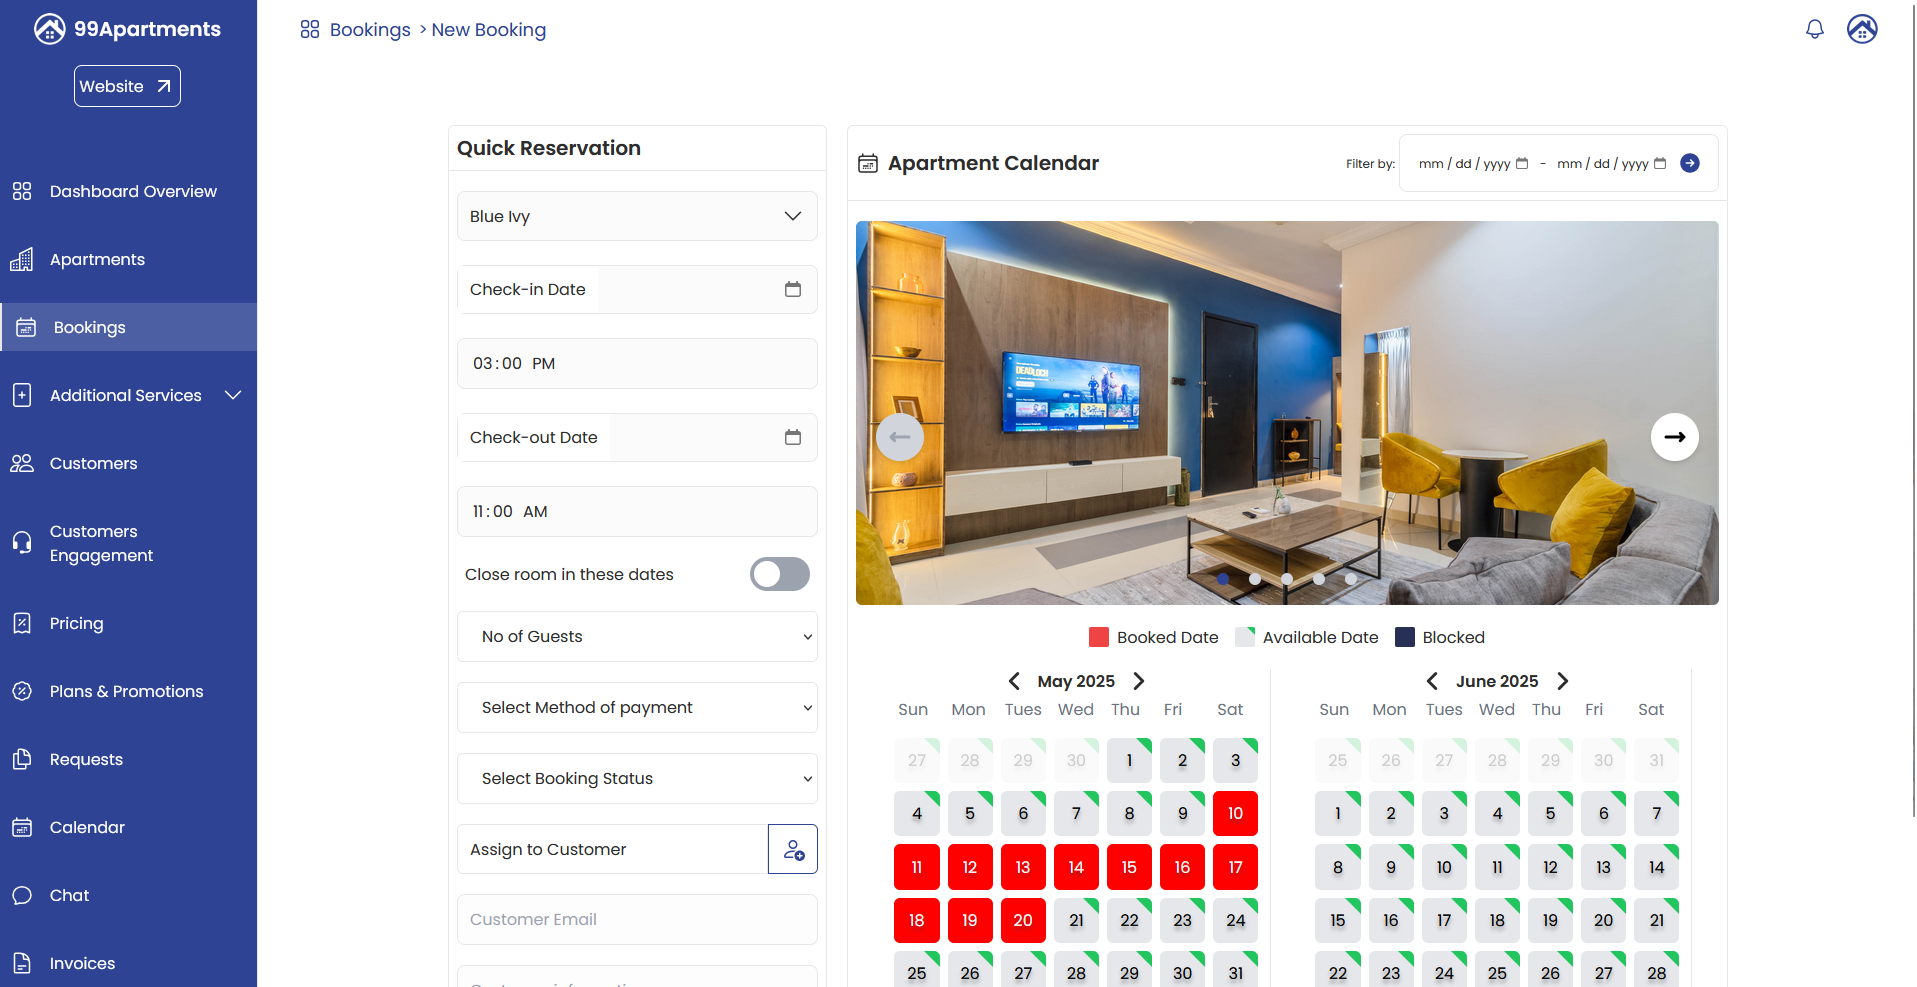 99Apartments
Website
Dashboard Overview
Apartments
Bookings
Additional Services
Customers
Customers
Engagement
Pricing
Plans & Promotions
Requests
Calendar
Chat
Invoices
Bookings > New Booking
Quick Reservation
Blue Ivy
Check-in Date
03:00 PM
Check-out Date
11:00 AM
Close room in these dates
No of Guests
Select Method of payment
Select Booking Status
Assign to Customer
Customer Email
Apartment Calendar
Filter by: mm / dd / yyyy - mm / dd / yyyy
DEADLOCH
Booked Date Available Date Blocked
May 2025
Sun Mon Tues Wed Thu Fri Sat
27 28 29 30 1 2 3
4 5 6 7 8 9 10
11 12 13 14 15 16 17
18 19 20 21 22 23 24
25 26 27 28 29 30 31
June 2025
Sun Mon Tues Wed Thu Fri Sat
25 26 27 28 29 30 31
1 2 3 4 5 6 7
8 9 10 11 12 13 14
15 16 17 18 19 20 21
22 23 24 25 26 27 28